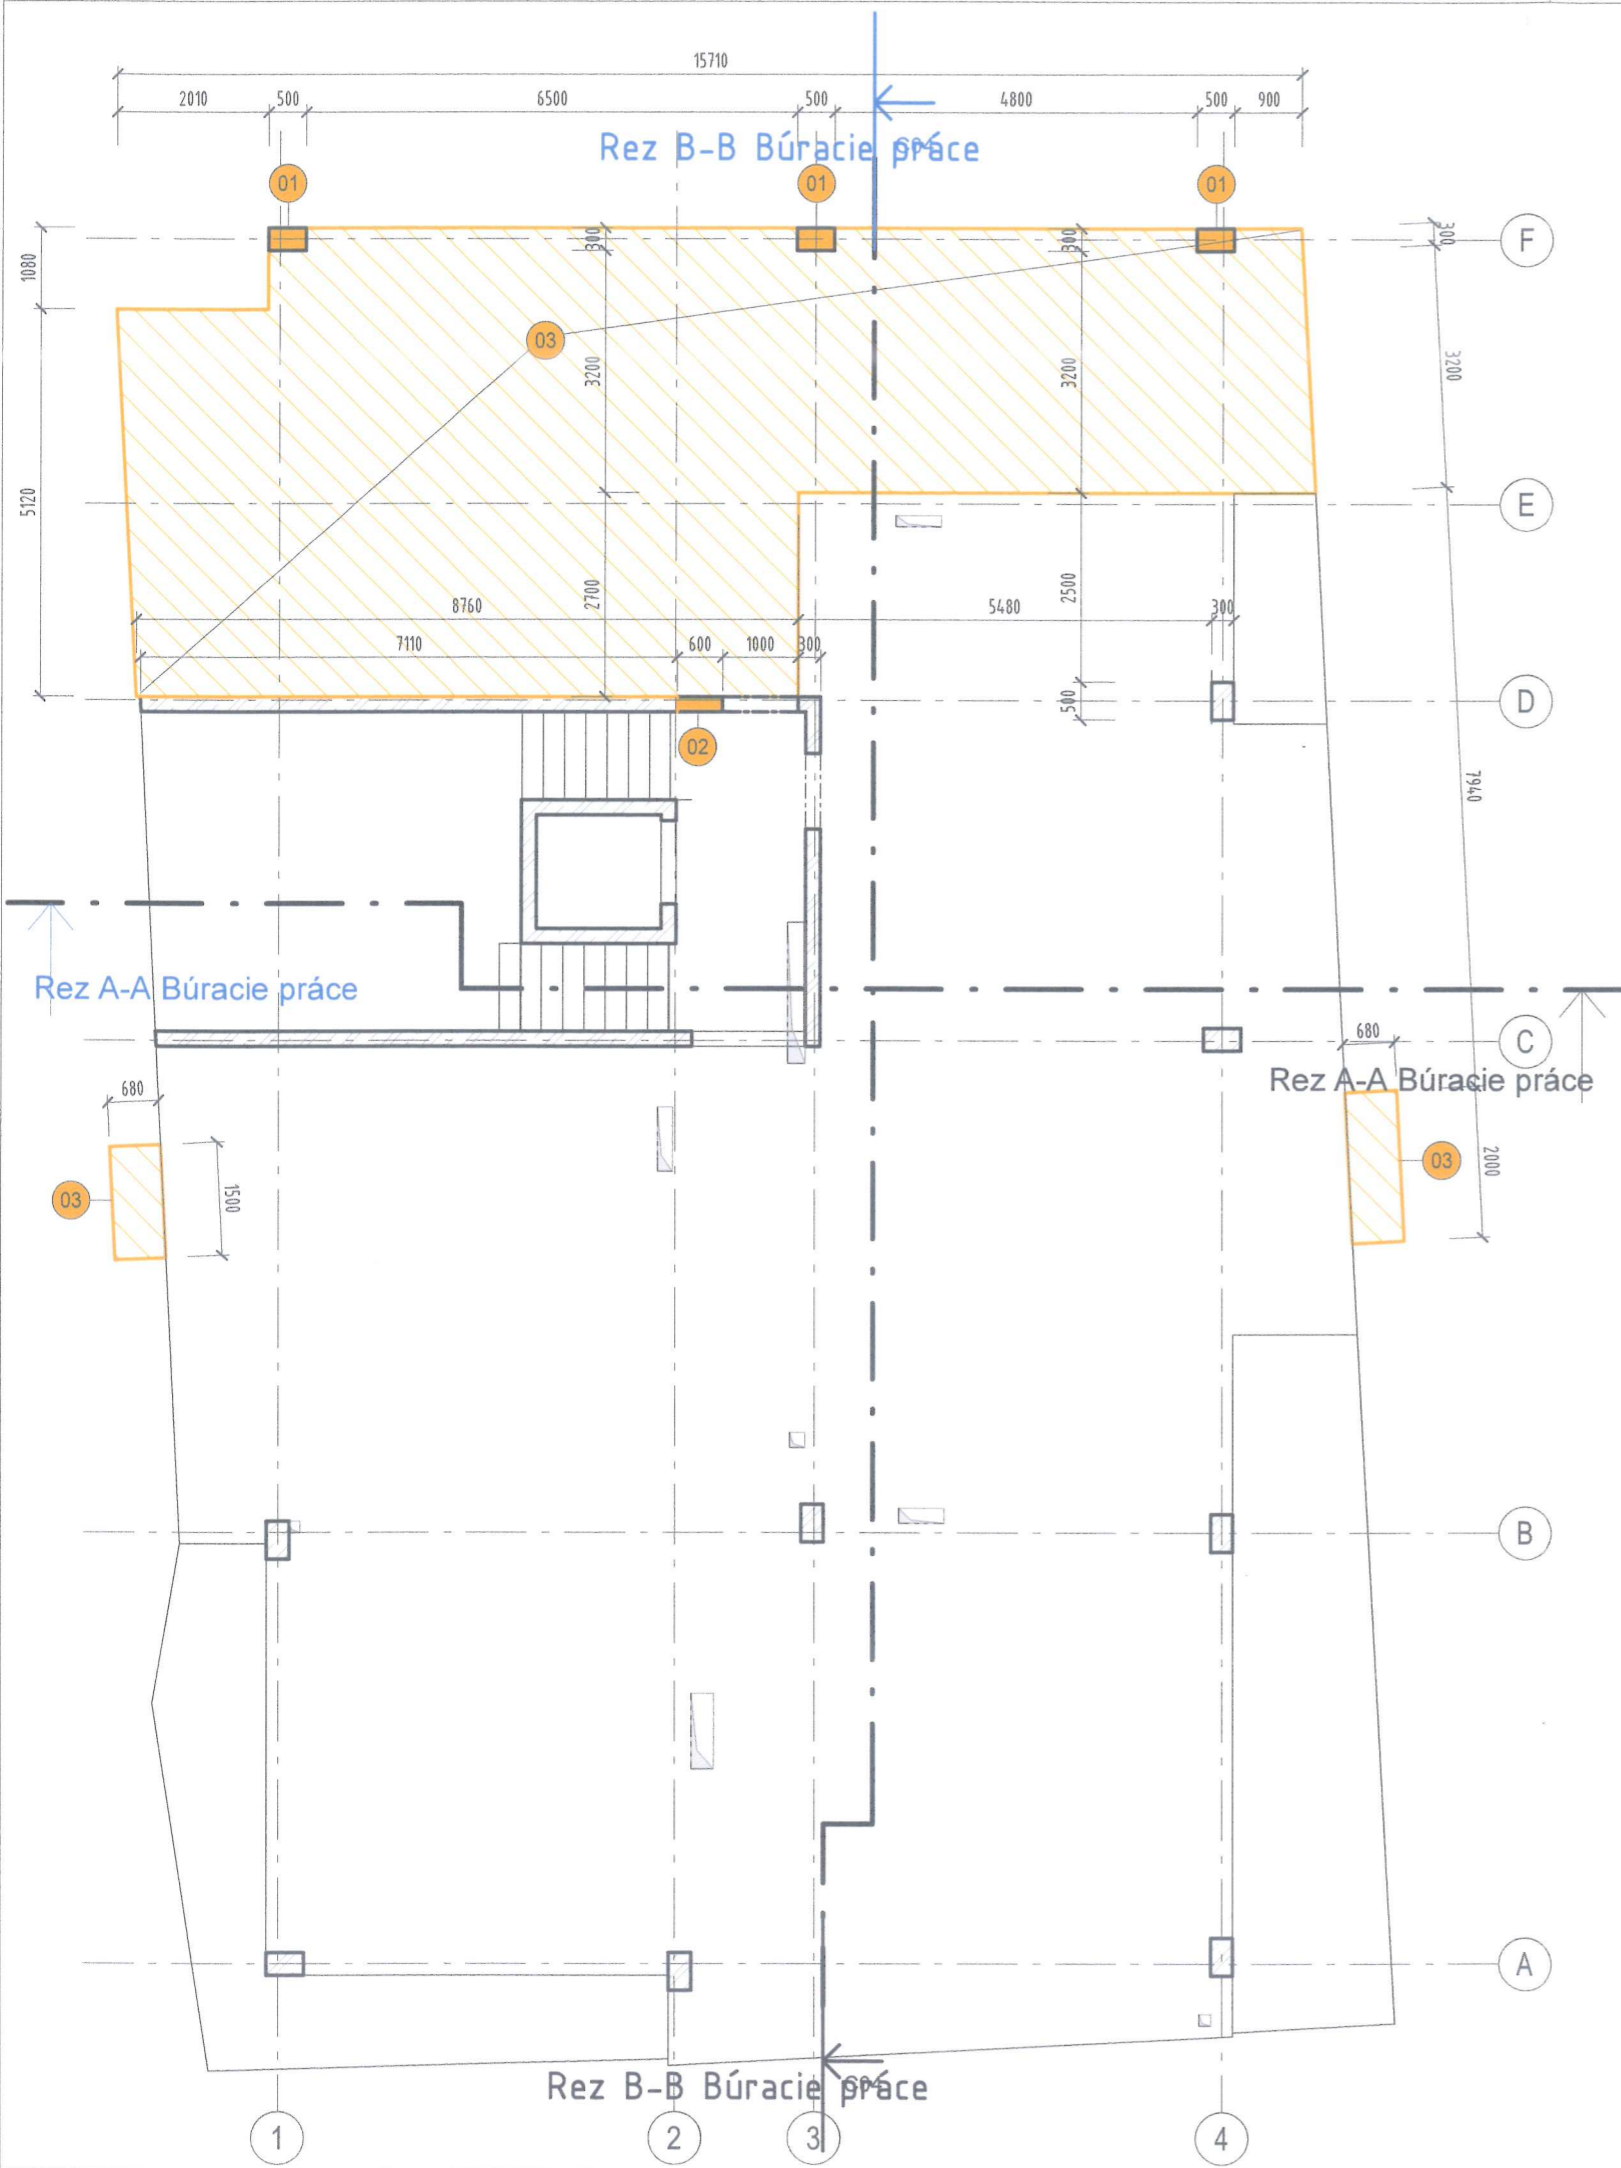 15710
2010 500 6500 500 4800 500 900
Rez B-B Búracie práce
01 01 01
300 300 300 F
1080
03
3200 3200 3200
5120
E
2700 2500
8760 5480 300
7110 600 1000 300
500 D
02
7940
Rez A-A Búracie práce
680 C
Rez A-A Búracie práce
680
03 1500
03 2000
B
A
Rez B-B Búracie práce
1 2 3 4